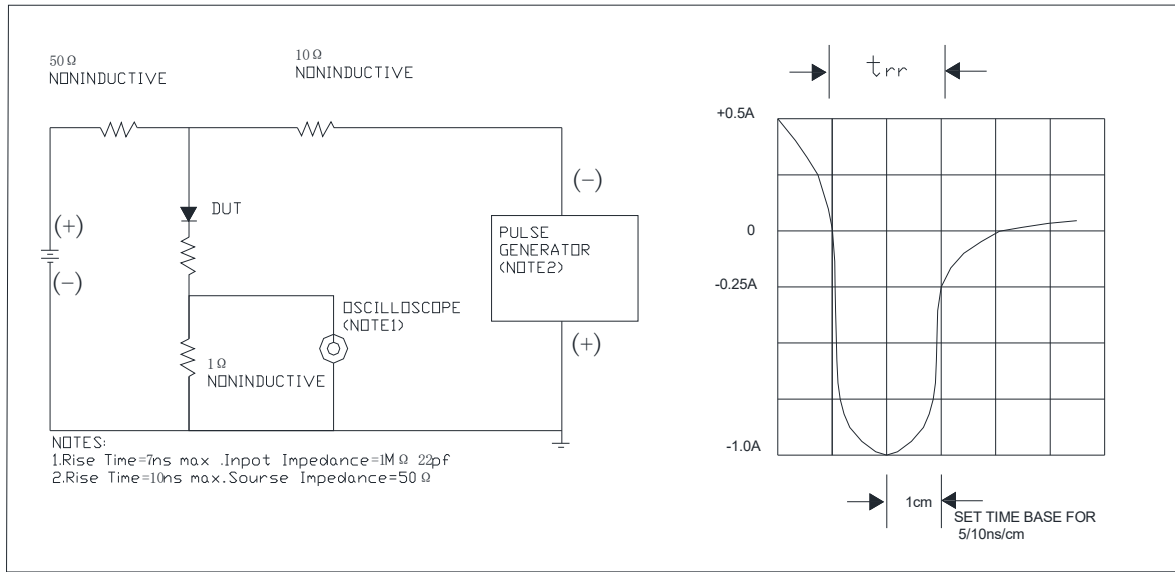 50Ω
NONINDUCTIVE
10Ω
NONINDUCTIVE
trr
+0.5A
0
-0.25A
-1.0A
(+)
(-)
DUT
(-)
PULSE
GENERATOR
(NOTE2)
(+)
OSCILLOSCOPE
(NOTE1)
1Ω
NONINDUCTIVE
NOTES:
1.Rise Time=7ns max .Inpot Impedance=1MΩ 22pf
2.Rise Time=10ns max.Sourse Impedance=50 Ω
1cm
SET TIME BASE FOR
5/10ns/cm